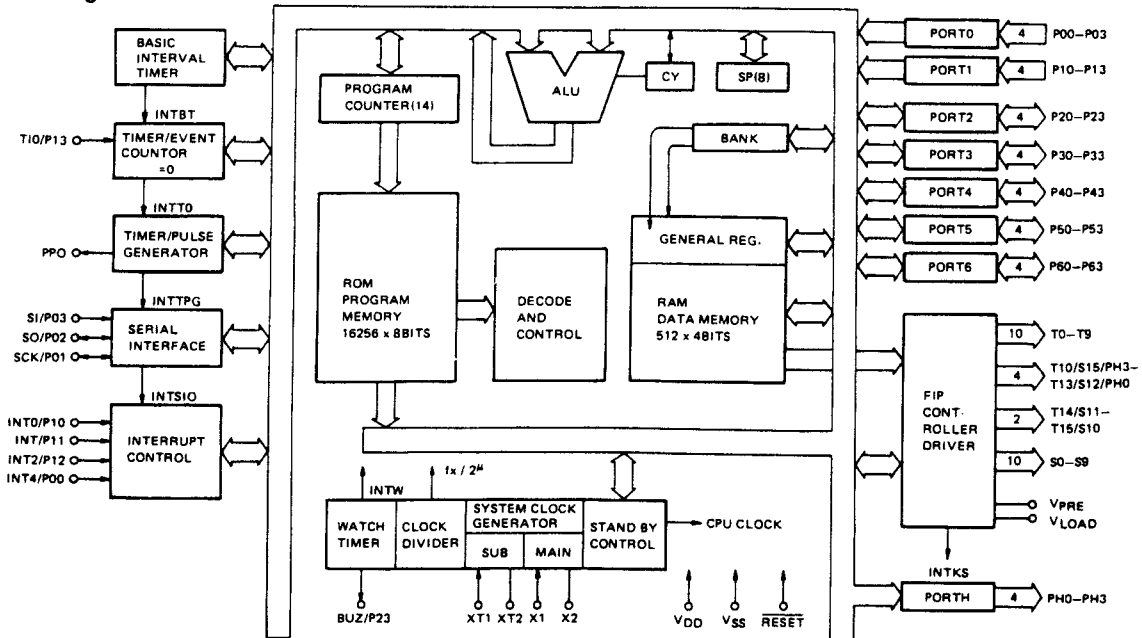 BASIC
INTERVAL
TIMER
INTBT
TI0/P13
TIMER/EVENT
COUNTOR
=0
INTT0
PPO
TIMER/PULSE
GENERATOR
INTTPG
SI/P03
SO/P02
SCK/P01
SERIAL
INTERFACE
INTSIO
INT0/P10
INT/P11
INT2/P12
INT4/P00
INTERRUPT
CONTROL
PROGRAM
COUNTER(14)
ALU
CY
SP(8)
BANK
ROM
PROGRAM
MEMORY
16256 x 8BITS
DECODE
AND
CONTROL
GENERAL REG.
RAM
DATA MEMORY
512 x 4BITS
INTW
fx / 2^μ
WATCH
TIMER
CLOCK
DIVIDER
SYSTEM CLOCK
GENERATOR
SUB
MAIN
STAND BY
CONTROL
CPU CLOCK
BUZ/P23
XT1
XT2
X1
X2
VDD
VSS
RESET
PORT0 4 P00–P03
PORT1 4 P10–P13
PORT2 4 P20–P23
PORT3 4 P30–P33
PORT4 4 P40–P43
PORT5 4 P50–P53
PORT6 4 P60–P63
FIP
CONT-
ROLLER
DRIVER
10 T0–T9
4 T10/S15/PH3–
T13/S12/PH0
2 T14/S11–
T15/S10
10 S0–S9
VPRE
VLOAD
INTKS
PORTH 4 PH0–PH3